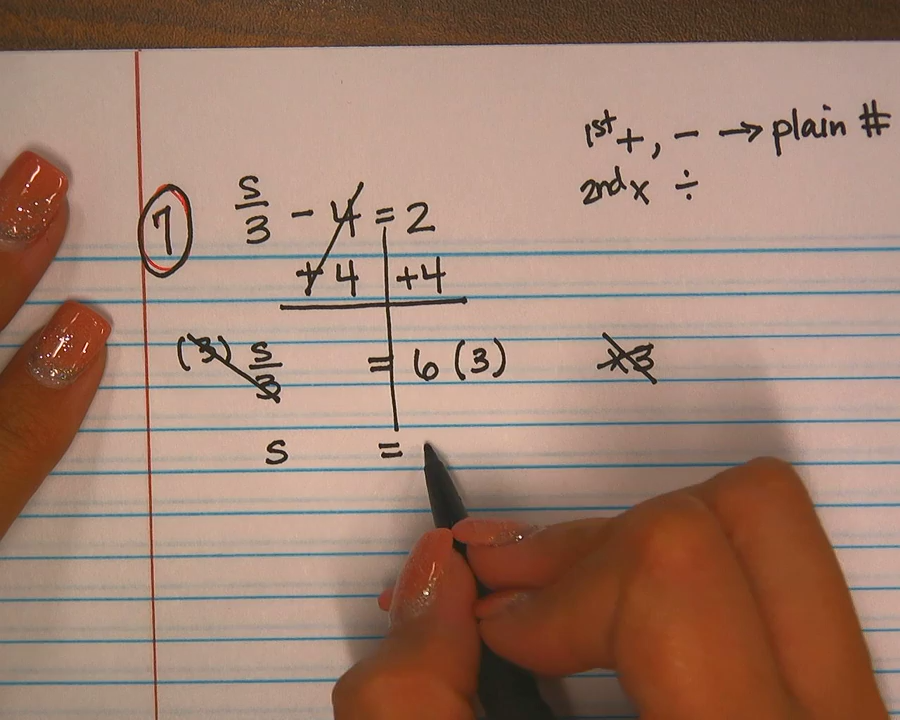 1st +, - → plain #
2nd x ÷
7 s/3 - 4 = 2
+ 4 +4
(3) s/3 = 6 (3) x3
s =